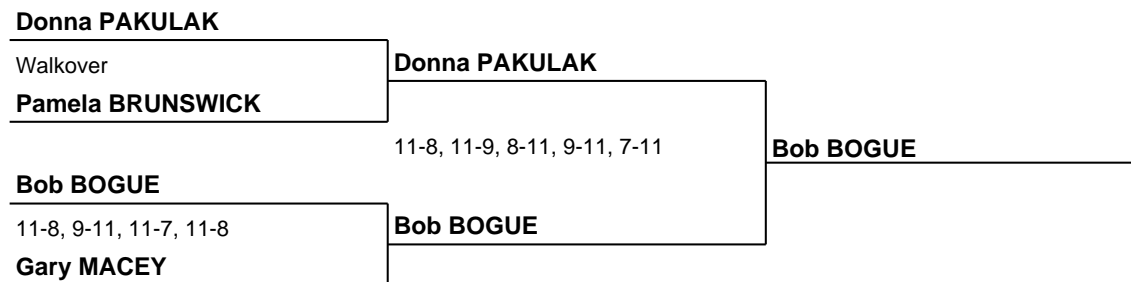 Donna PAKULAK
Walkover
Donna PAKULAK
Pamela BRUNSWICK
11-8, 11-9, 8-11, 9-11, 7-11
Bob BOGUE
Bob BOGUE
11-8, 9-11, 11-7, 11-8
Bob BOGUE
Gary MACEY